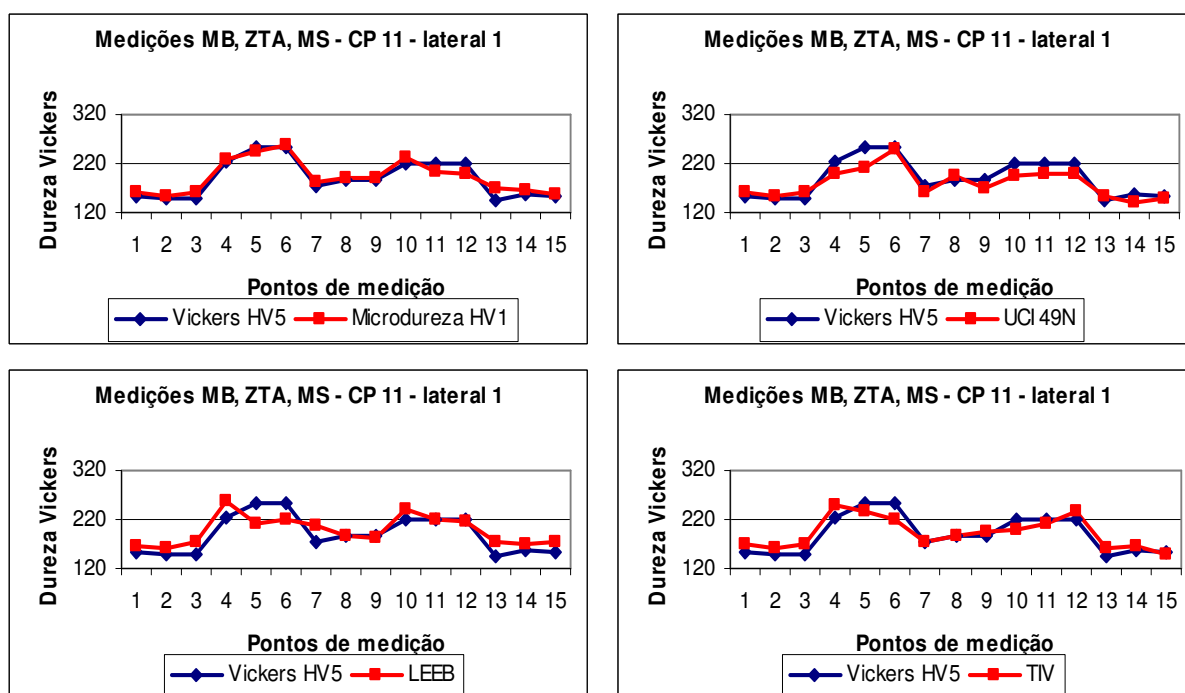 Medições MB, ZTA, MS - CP 11 - lateral 1
Dureza Vickers
320
220
120
1 2 3 4 5 6 7 8 9 10 11 12 13 14 15
Pontos de medição
Vickers HV5 Microdureza HV1
Medições MB, ZTA, MS - CP 11 - lateral 1
Dureza Vickers
320
220
120
1 2 3 4 5 6 7 8 9 10 11 12 13 14 15
Pontos de medição
Vickers HV5 UCI 49N
Medições MB, ZTA, MS - CP 11 - lateral 1
Dureza Vickers
320
220
120
1 2 3 4 5 6 7 8 9 10 11 12 13 14 15
Pontos de medição
Vickers HV5 LEEB
Medições MB, ZTA, MS - CP 11 - lateral 1
Dureza Vickers
320
220
120
1 2 3 4 5 6 7 8 9 10 11 12 13 14 15
Pontos de medição
Vickers HV5 TIV